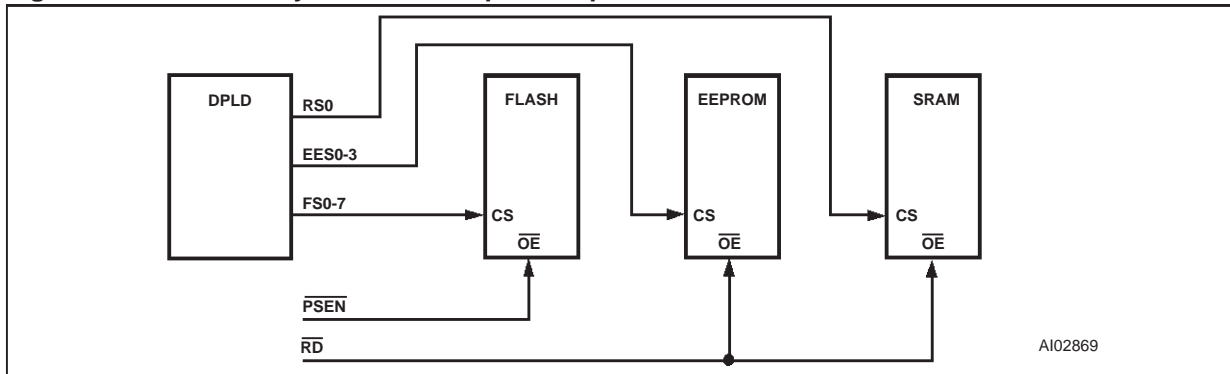 DPLD
RS0
EES0-3
FS0-7
FLASH
CS
OE
EEPROM
CS
OE
SRAM
CS
OE
PSEN
RD
AI02869